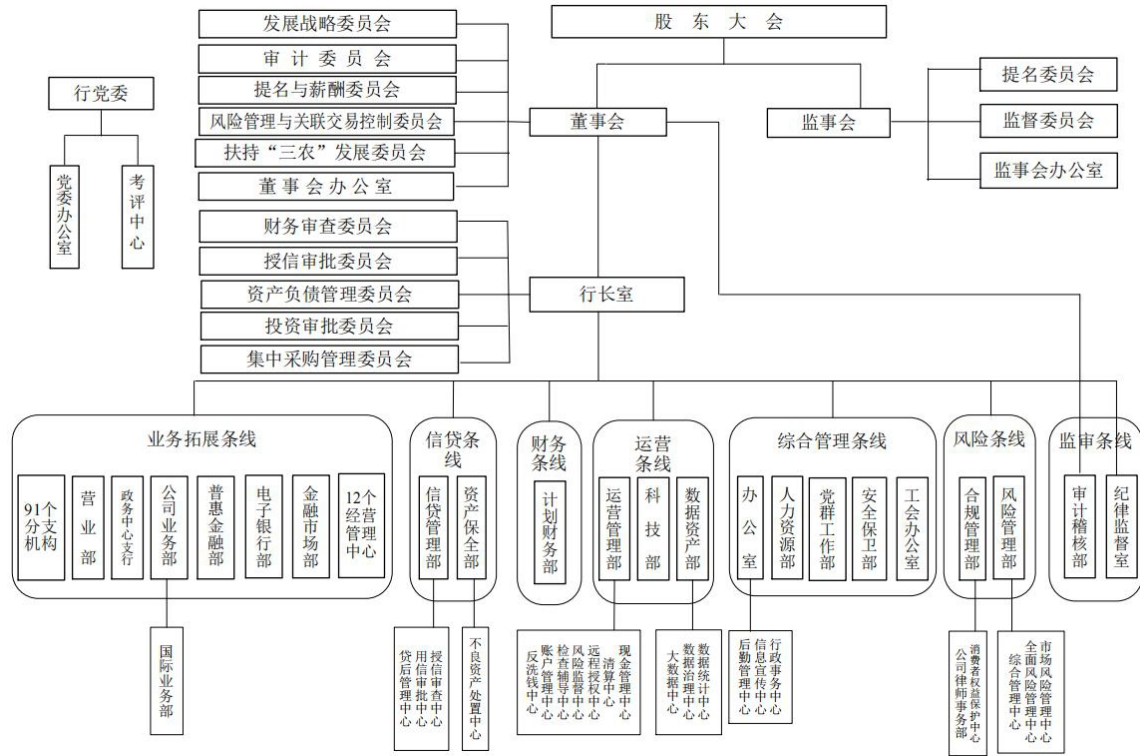 股东大会
发展战略委员会
审计委员会
提名与薪酬委员会
风险管理与关联交易控制委员会
扶持“三农”发展委员会
董事会办公室
行党委
党委办公室
考评中心
董事会
监事会
提名委员会
监督委员会
监事会办公室
财务审查委员会
授信审批委员会
资产负债管理委员会
投资审批委员会
集中采购管理委员会
行长室
业务拓展条线
91个分支机构
营业部
政务中心支行
公司业务部
普惠金融部
电子银行部
金融市场部
12个经营管理中心
国际业务部
信贷条线
信贷管理部
资产保全部
授信审查中心
用信审批中心
贷后管理中心
不良资产处置中心
财务条线
计划财务部
运营条线
运营管理部
科技部
数据资产部
现金管理中心
清算中心
远程授权中心
风险监督中心
检查辅导中心
账户管理中心
反洗钱中心
数据统计中心
数据治理中心
大数据中心
综合管理条线
办公室
人力资源部
党群工作部
安全保卫部
工会办公室
行政事务中心
信息宣传中心
后勤管理中心
风险条线
合规管理部
风险管理部
消费者权益保护中心
公司律师事务部
市场风险管理中心
全面风险管理中心
综合管理中心
监审条线
审计稽核部
纪律监督室